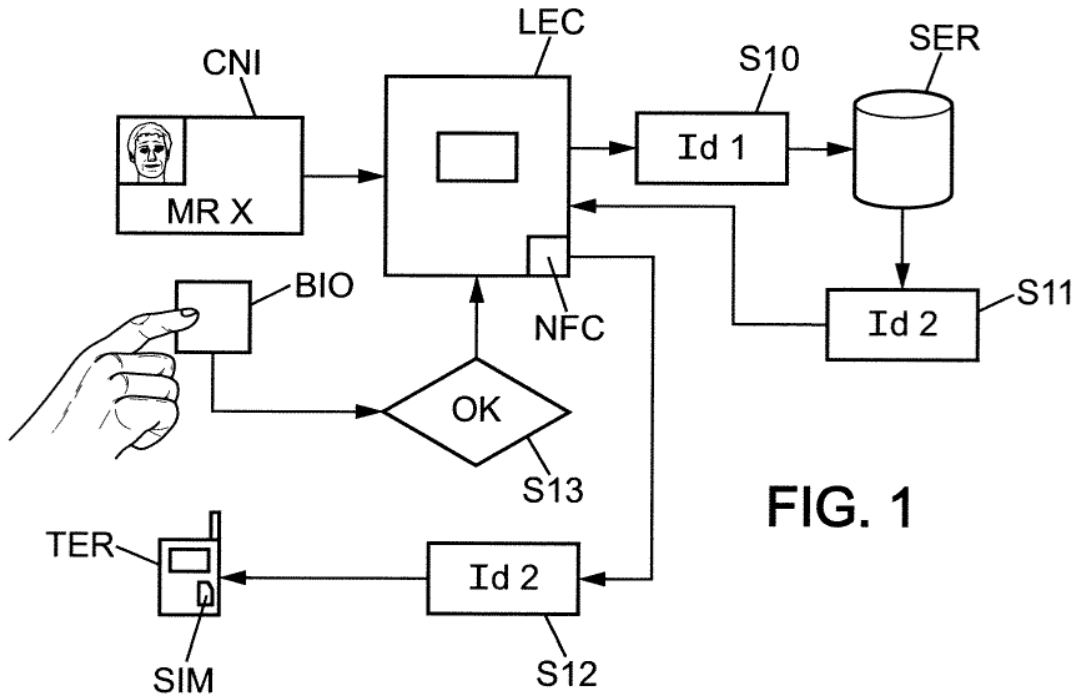 LEC
CNI
S10
SER
Id 1
MR X
BIO
NFC
Id 2
S11
OK
S13
FIG. 1
TER
Id 2
SIM
S12